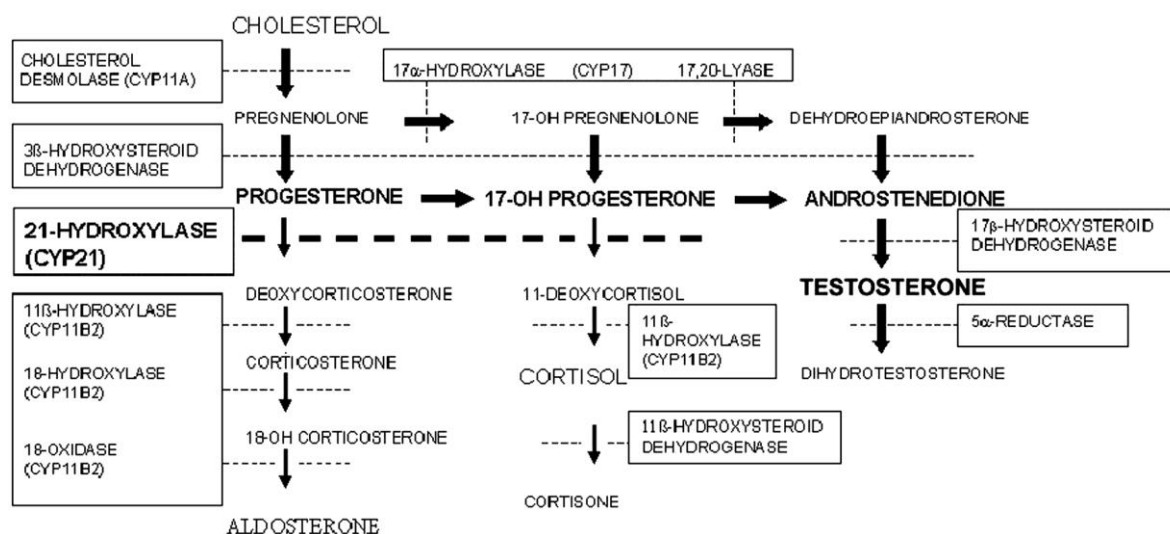 CHOLESTEROL
CHOLESTEROL
DESMOLASE (CYP11A)
17α-HYDROXYLASE (CYP17) 17,20-LYASE
PREGNENOLONE 17-OH PREGNENOLONE DEHYDROEPIANDROSTERONE
3ß-HYDROXYSTEROID
DEHYDROGENASE
PROGESTERONE 17-OH PROGESTERONE ANDROSTENEDIONE
21-HYDROXYLASE
(CYP21)
17β-HYDROXYSTEROID
DEHYDROGENASE
DEOXYCORTICOSTERONE 11-DEOXYCORTISOL TESTOSTERONE
11ß-HYDROXYLASE
(CYP11B2)
11ß-
HYDROXYLASE
(CYP11B2)
5α-REDUCTASE
CORTICOSTERONE CORTISOL DIHYDROTESTOSTERONE
18-HYDROXYLASE
(CYP11B2)
18-OH CORTICOSTERONE
11ß-HYDROXYSTEROID
DEHYDROGENASE
18-OXIDASE
(CYP11B2)
CORTISONE
ALDOSTERONE